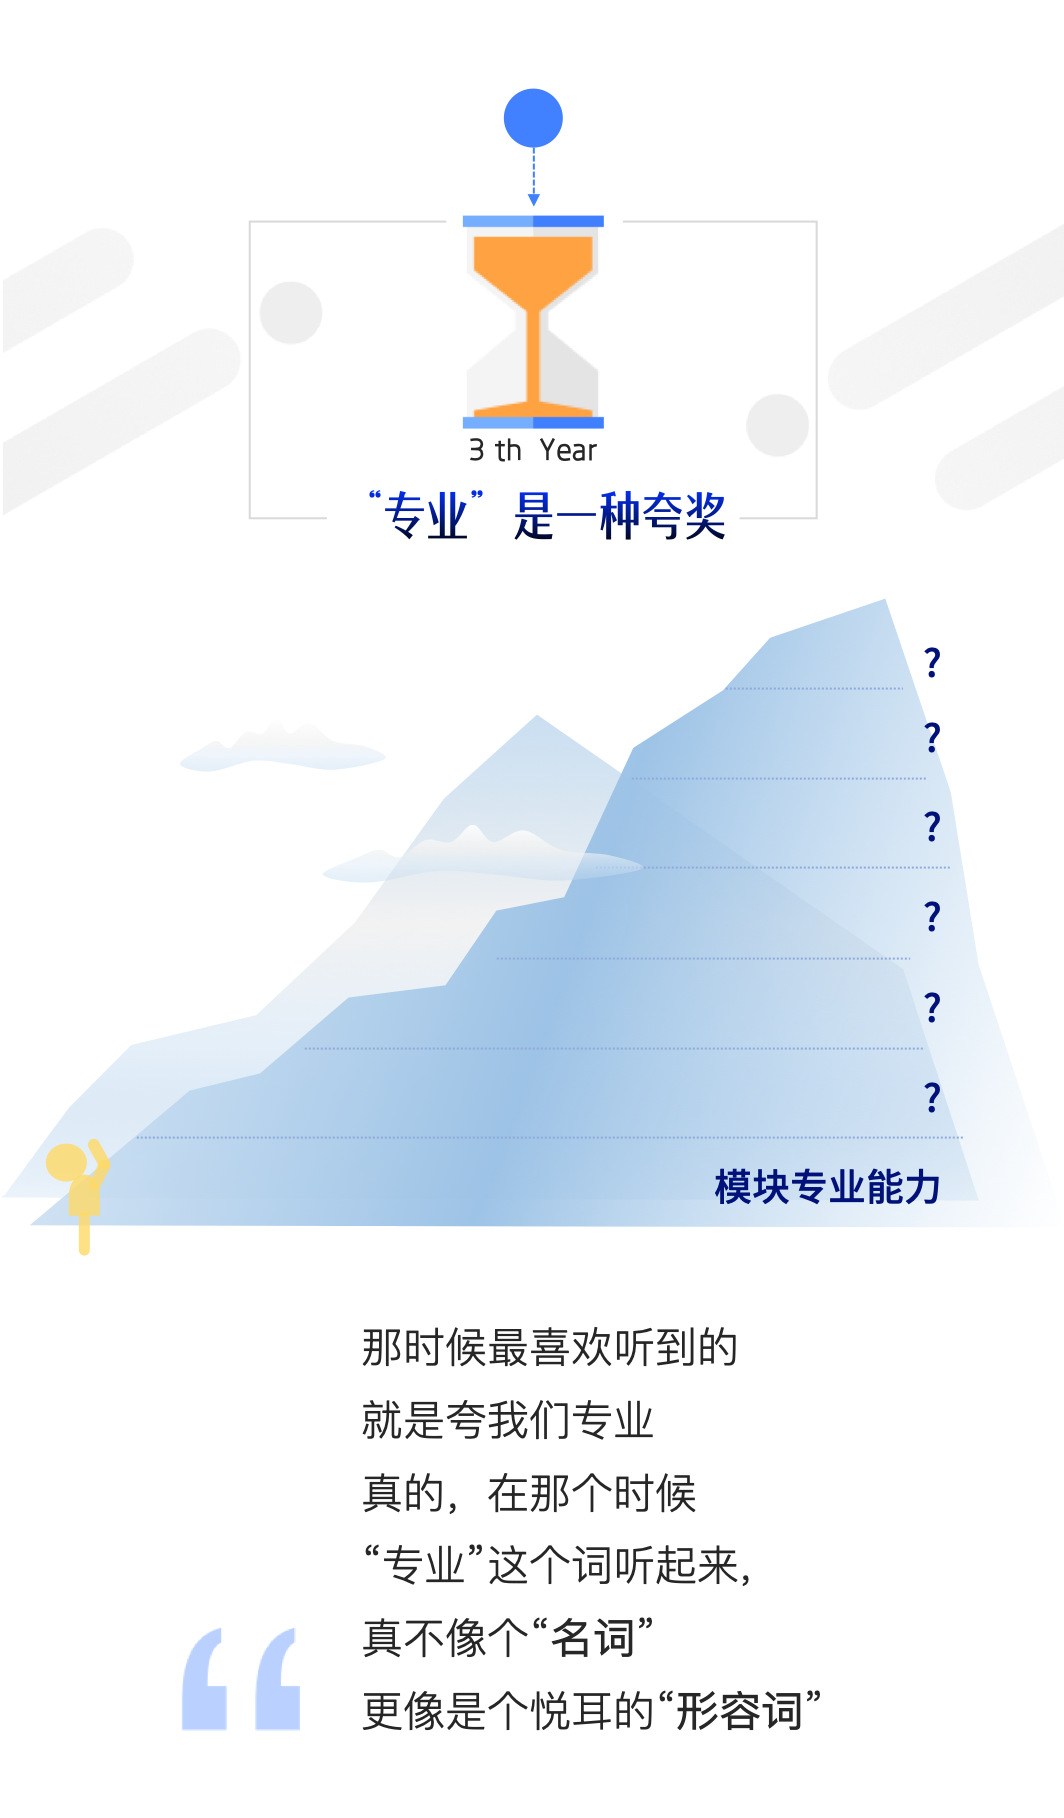 3 th Year
“专业”是一种夸奖
?
?
?
?
?
?
模块专业能力
那时候最喜欢听到的
就是夸我们专业
真的，在那个时候
“专业”这个词听起来，
真不像个“名词”
更像是个悦耳的“形容词”